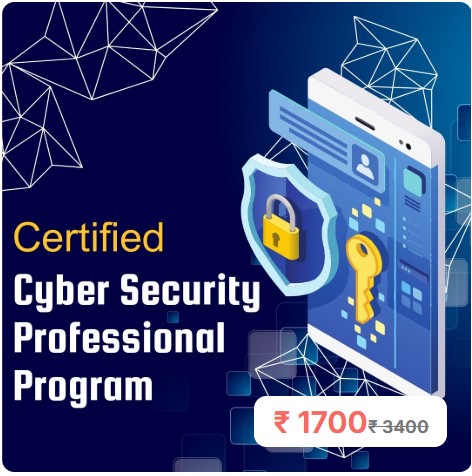 Certified
Cyber Security
Professional
Program
₹ 1700 ₹ 3400